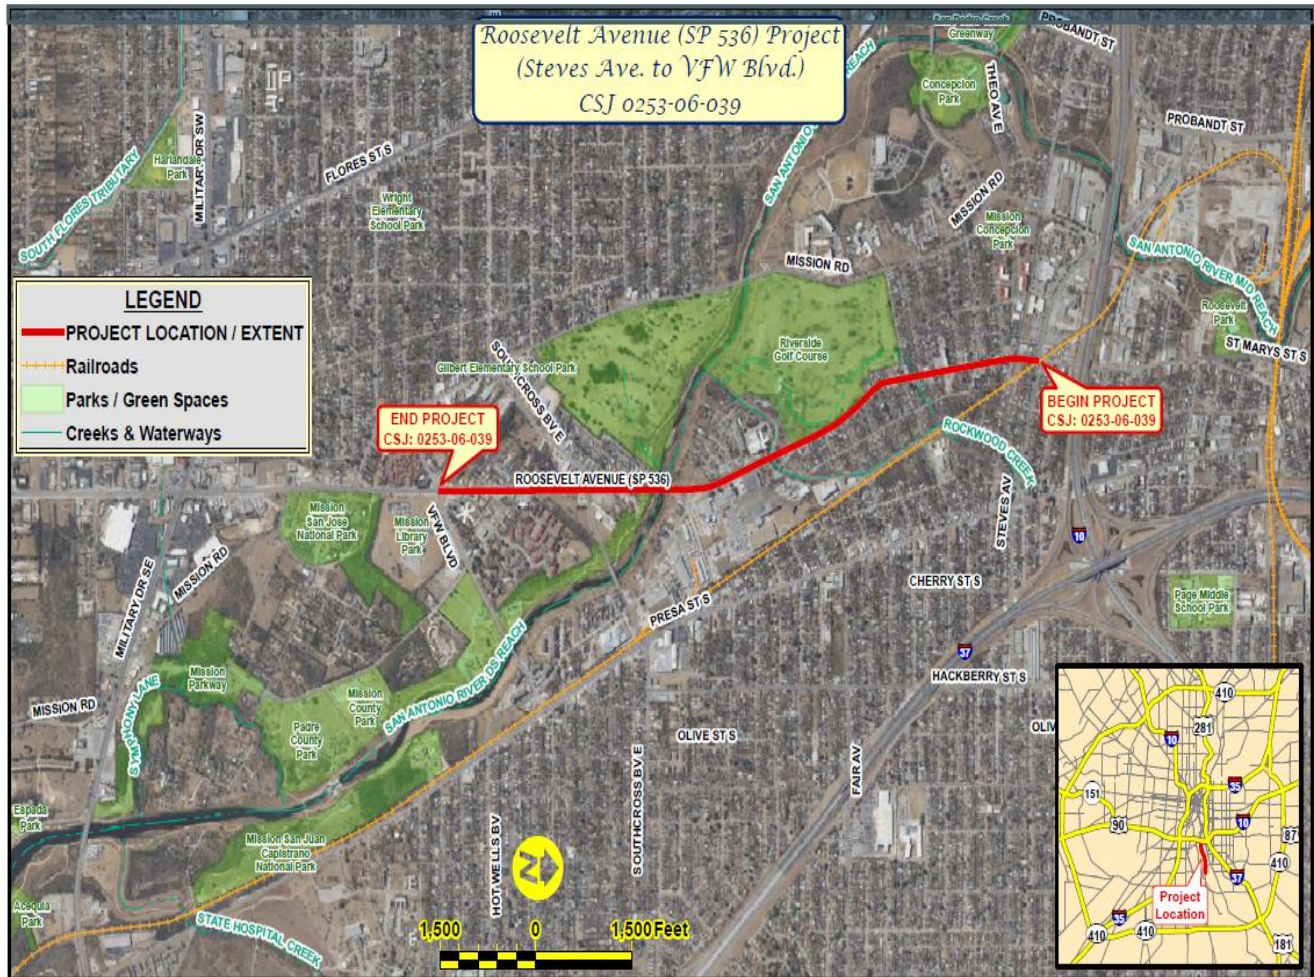 Roosevelt Avenue (SP 536) Project
(Steves Ave. to VFW Blvd.)
CSJ 0253-06-039
San Pedro Creek
Greenway
PROBANDT ST
Concepcion
Park
THEO AV E
PROBANDT ST
Harlandale
Park
MILITARY DR SW
FLORES ST S
SOUTH FLORES TRIBUTARY
Wright
Elementary
School Park
MISSION RD
Mission
Concepcion
Park
MISSION RD
SAN ANTONIO RIVER MID REACH
Roosevelt
Park
ST MARYS ST S
LEGEND
PROJECT LOCATION / EXTENT
Railroads
Parks / Green Spaces
Creeks & Waterways
Riverside
Golf Course
SOUTHCROSS BV E
Gilbert Elementary School Park
END PROJECT
CSJ: 0253-06-039
BEGIN PROJECT
CSJ: 0253-06-039
ROCKWOOD CREEK
ROOSEVELT AVENUE (SP 536)
Mission
San Jose
National Park
Mission
Library
Park
VFW BLVD
STEVES AV
10
MISSION RD
MILITARY DR SE
CHERRY ST S
PRESA ST S
Page Middle
School Park
37
HACKBERRY ST S
Mission
Parkway
Mission
County
Park
SAN ANTONIO RIVER DS REACH
MISSION RD
SYMPHONY LANE
Padre
County
Park
OLIVE ST S
FAIR AV
Espada
Park
Mission San Juan
Capistrano
National Park
HOT WELLS BV
SOUTHCROSS BV E
N
Acequia
Park
STATE HOSPITAL CREEK
1,500
0
1,500 Feet
410
281
410
10
35
151
90
10
87
410
37
Project
Location
35
410
410
181